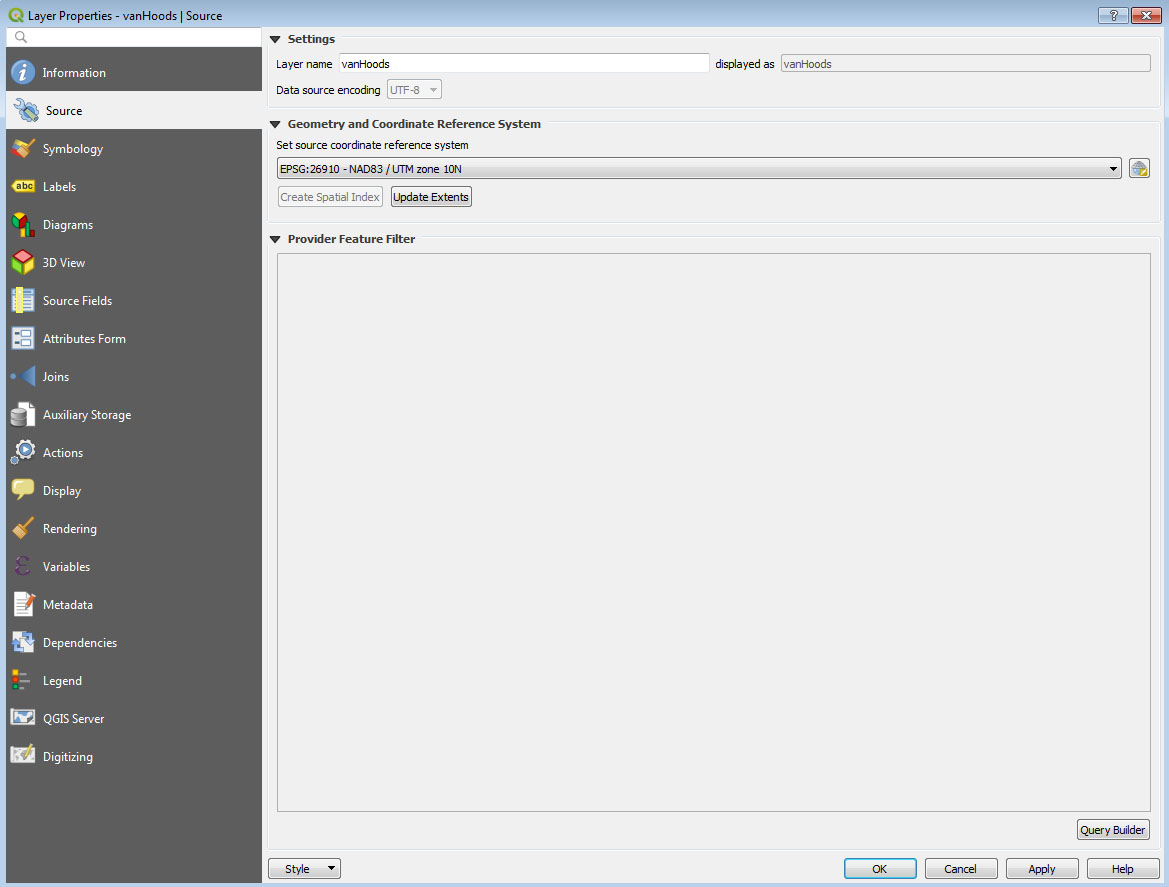 Layer Properties - vanHoods | Source
Information
Source
Symbology
abc Labels
Diagrams
3D View
Source Fields
Attributes Form
Joins
Auxiliary Storage
Actions
Display
Rendering
Variables
Metadata
Dependencies
Legend
QGIS Server
Digitizing
Settings
Layer name vanHoods displayed as vanHoods
Data source encoding UTF-8
Geometry and Coordinate Reference System
Set source coordinate reference system
EPSG:26910 - NAD83 / UTM zone 10N
Create Spatial Index Update Extents
Provider Feature Filter
Query Builder
Style OK Cancel Apply Help